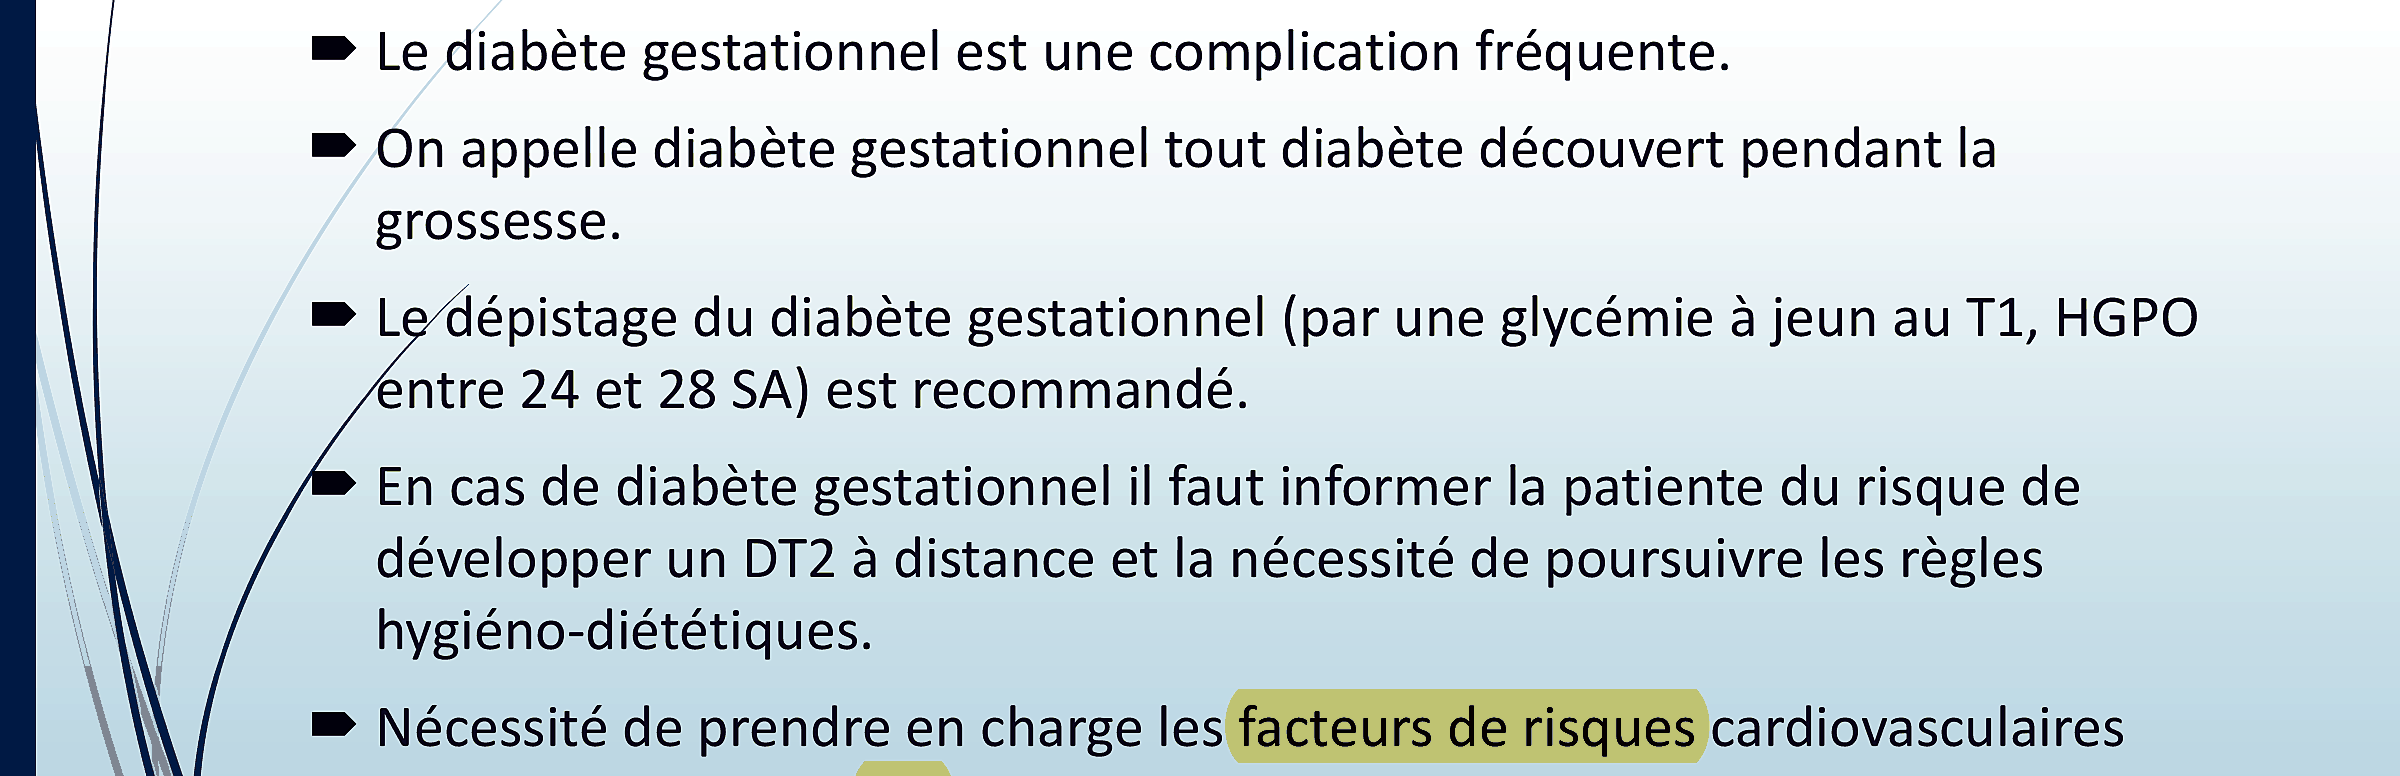 Le diabète gestationnel est une complication fréquente.
On appelle diabète gestationnel tout diabète découvert pendant la
grossesse.
Le dépistage du diabète gestationnel (par une glycémie à jeun au T1, HGPO
entre 24 et 28 SA) est recommandé.
En cas de diabète gestationnel il faut informer la patiente du risque de
développer un DT2 à distance et la nécessité de poursuivre les règles
hygiéno-diététiques.
Nécessité de prendre en charge les facteurs de risques cardiovasculaires